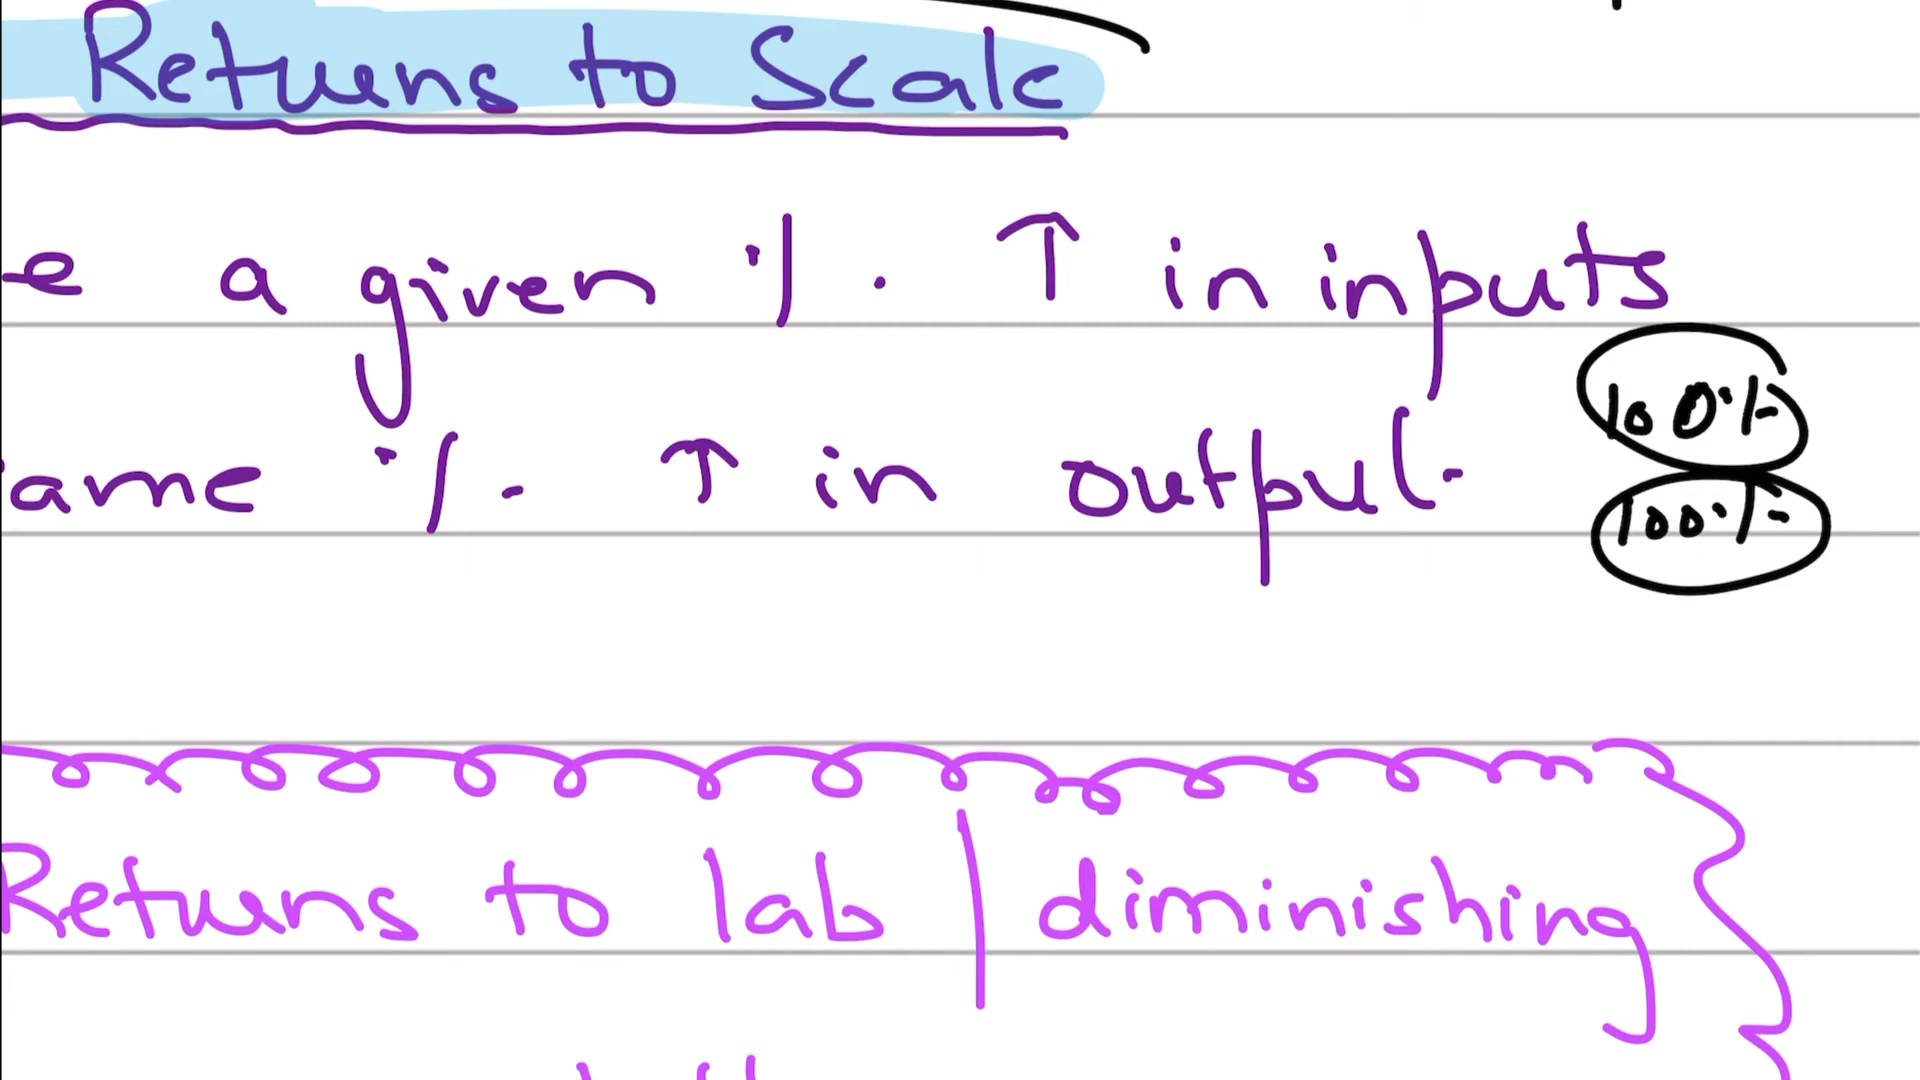 Returns to Scale
e a given % ↑ in inputs
100%
ame % ↑ in output.
100%
Returns to lab | diminishing